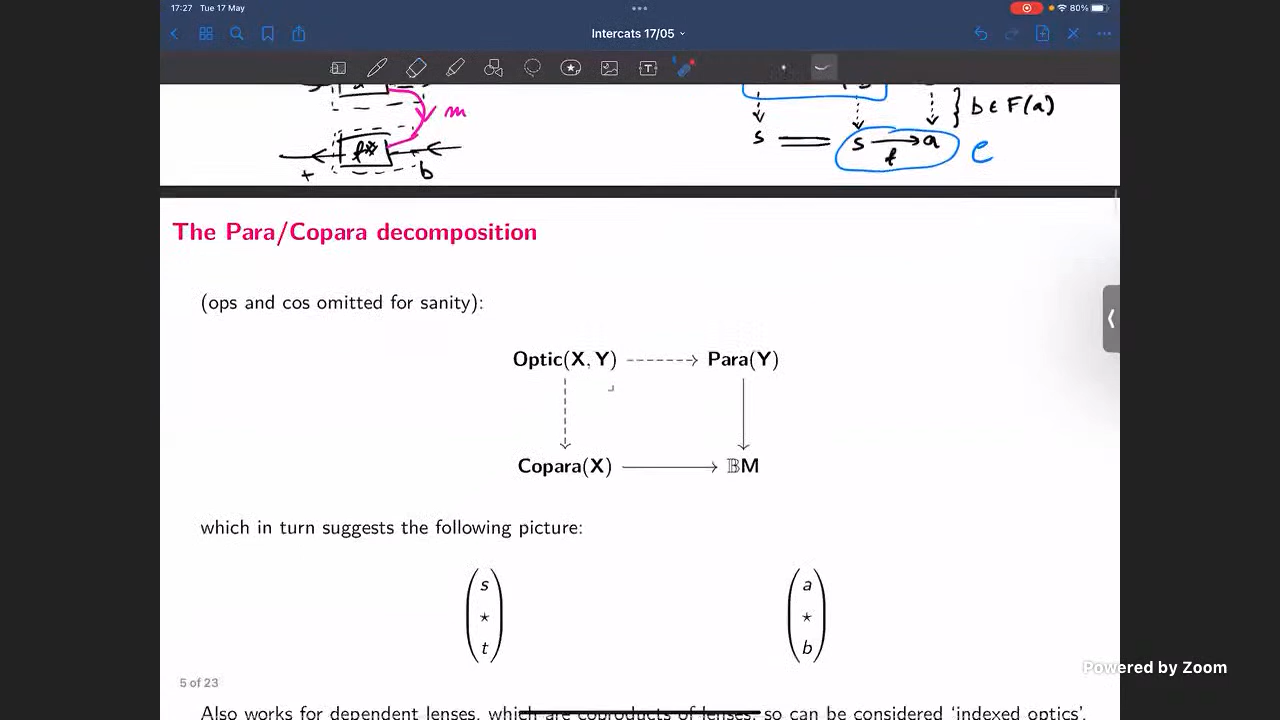 17:27 Tue 17 May
80%
Intercats 17/05
m
b ∈ F(a)
s s a
f
e
f*
t b
The Para/Copara decomposition
(ops and cos omitted for sanity):
Optic(X, Y) Para(Y)
Copara(X) 𝔹M
which in turn suggests the following picture:
s a
⋆ ⋆
t b
Powered by Zoom
5 of 23
Also works for dependent lenses, which are coproducts of lenses, so can be considered ‘indexed optics’.